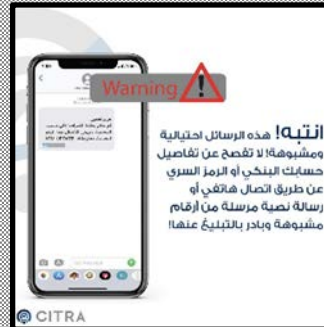 Warning
انتبه! هذه الرسائل احتيالية
ومشبوهة! لا تفصح عن تفاصيل
حسابك البنكي أو الرمز السري
عن طريق اتصال هاتفي أو
رسالة نصية مرسلة من أرقام
مشبوهة وبادر بالتبليغ عنها!
CITRA